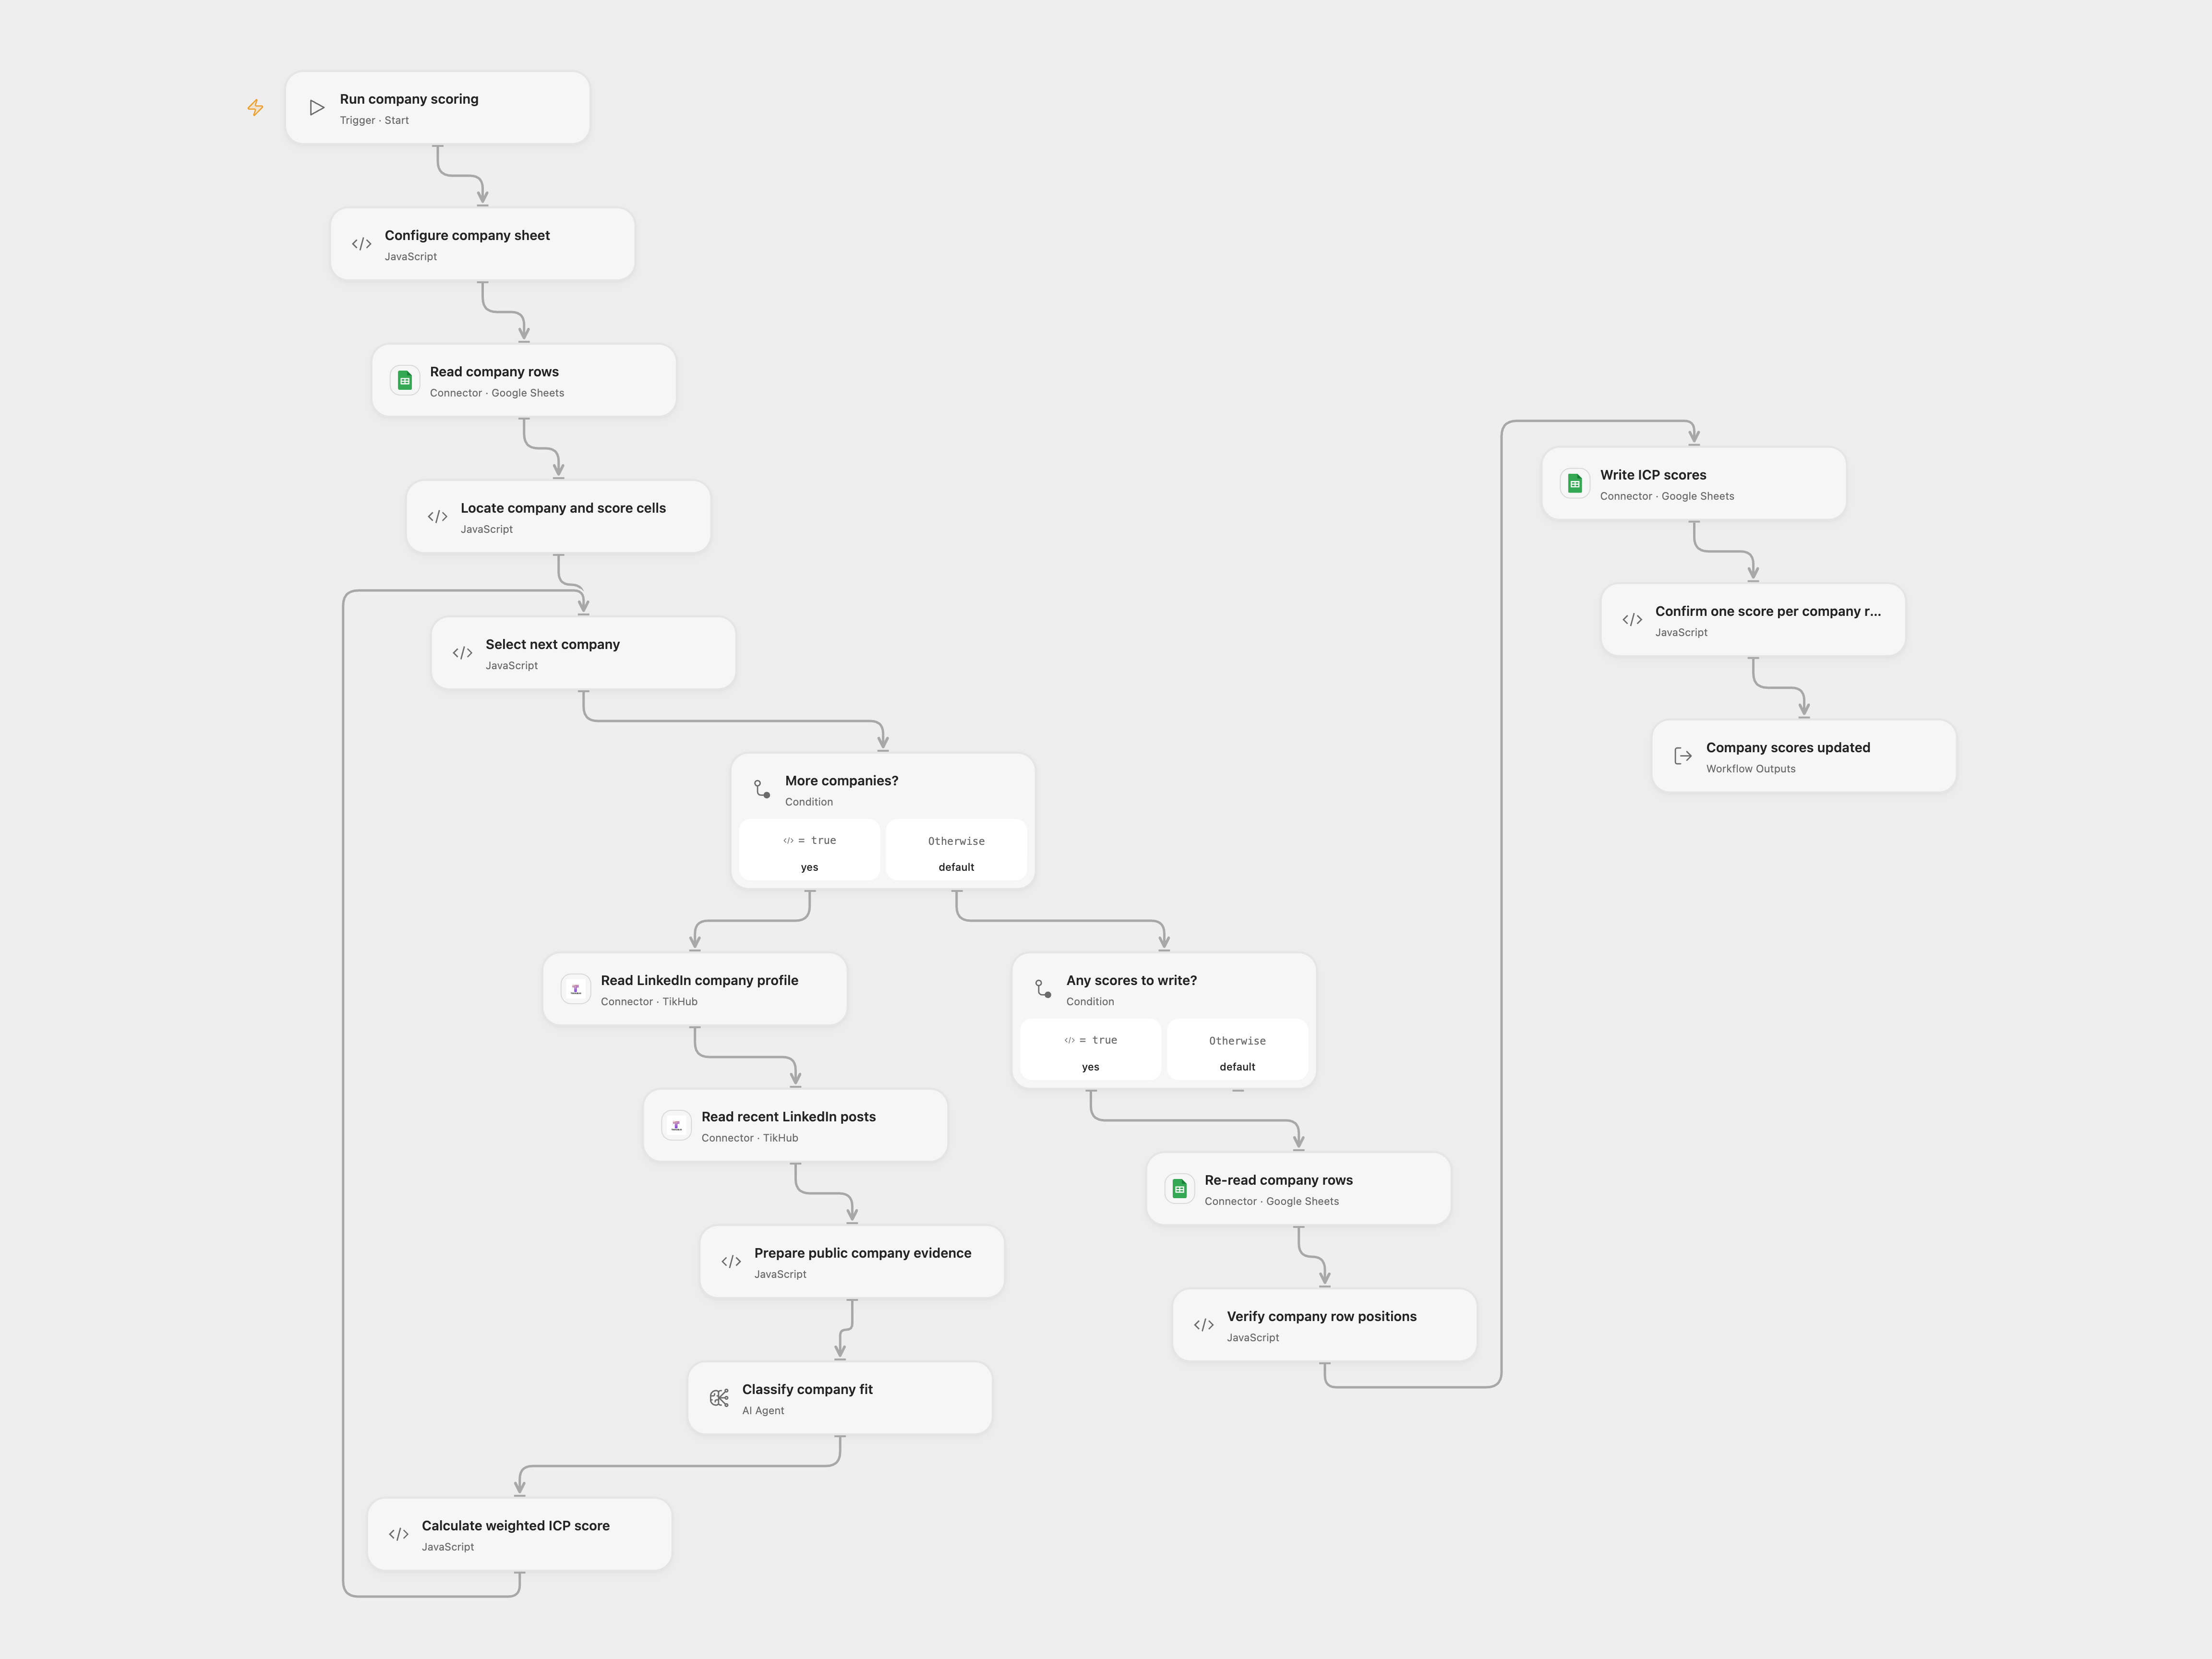 Run company scoring
Trigger · Start
Configure company sheet
JavaScript
Read company rows
Connector · Google Sheets
Locate company and score cells
JavaScript
Select next company
JavaScript
More companies?
Condition
</> = true
yes
Otherwise
default
Read LinkedIn company profile
Connector · TikHub
Read recent LinkedIn posts
Connector · TikHub
Prepare public company evidence
JavaScript
Classify company fit
AI Agent
Calculate weighted ICP score
JavaScript
Any scores to write?
Condition
</> = true
yes
Otherwise
default
Re-read company rows
Connector · Google Sheets
Verify company row positions
JavaScript
Write ICP scores
Connector · Google Sheets
Confirm one score per company r...
JavaScript
Company scores updated
Workflow Outputs